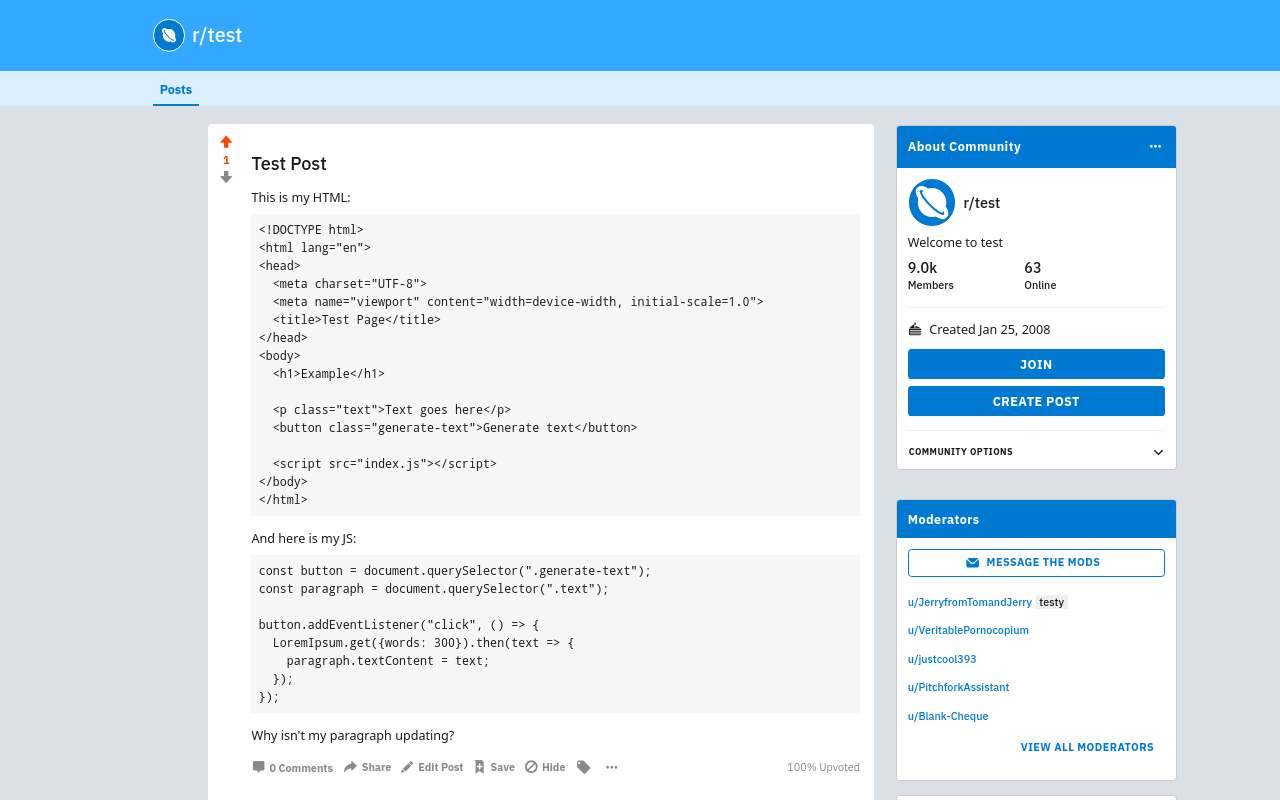 r/test
Posts
1
Test Post
This is my HTML:
<!DOCTYPE html>
<html lang="en">
<head>
  <meta charset="UTF-8">
  <meta name="viewport" content="width=device-width, initial-scale=1.0">
  <title>Test Page</title>
</head>
<body>
  <h1>Example</h1>

  <p class="text">Text goes here</p>
  <button class="generate-text">Generate text</button>

  <script src="index.js"></script>
</body>
</html>
And here is my JS:
const button = document.querySelector(".generate-text");
const paragraph = document.querySelector(".text");

button.addEventListener("click", () => {
  LoremIpsum.get({words: 300}).then(text => {
    paragraph.textContent = text;
  });
});
Why isn't my paragraph updating?
0 Comments Share Edit Post Save Hide 100% Upvoted
About Community
r/test
Welcome to test
9.0k 63
Members Online
Created Jan 25, 2008
JOIN
CREATE POST
COMMUNITY OPTIONS
Moderators
MESSAGE THE MODS
u/JerryfromTomandJerry testy
u/VeritablePornocopium
u/justcool393
u/PitchforkAssistant
u/Blank-Cheque
VIEW ALL MODERATORS